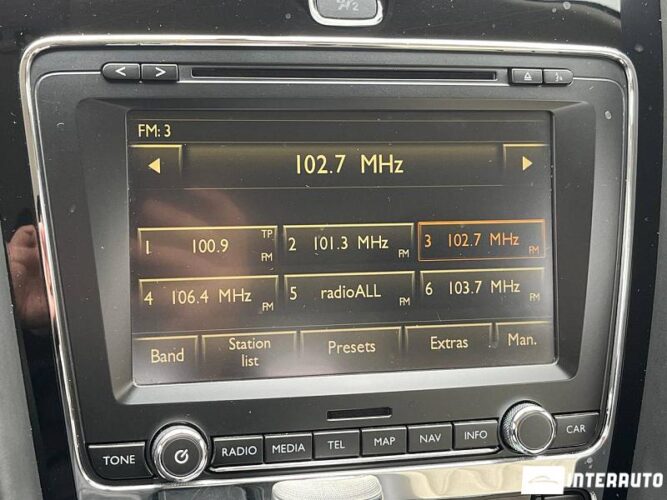 FM: 3
102.7 MHz
1 100.9 TP FM
2 101.3 MHz FM
3 102.7 MHz FM
4 106.4 MHz FM
5 radioALL FM
6 103.7 MHz FM
Band
Station list
Presets
Extras
Man.
TONE
RADIO
MEDIA
TEL
MAP
NAV
INFO
CAR
INTERAUTO